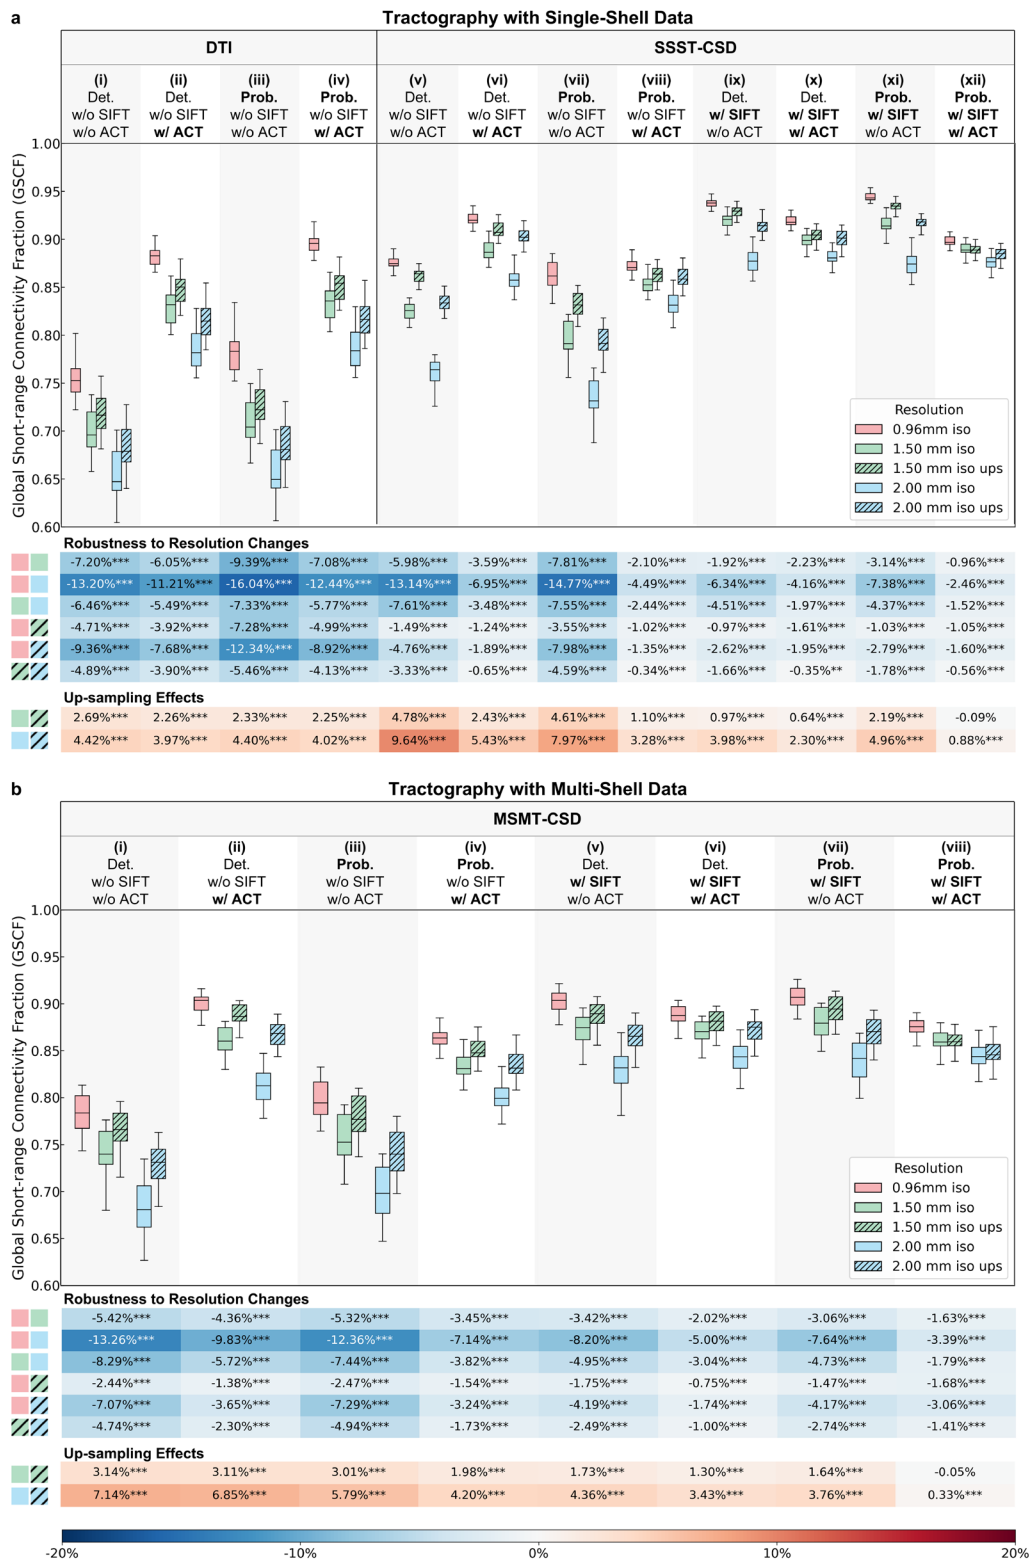 a
Tractography with Single-Shell Data
DTI SSST-CSD
(i) (ii) (iii) (iv) (v) (vi) (vii) (viii) (ix) (x) (xi) (xii)
Det. Det. Prob. Prob. Det. Det. Prob. Prob. Det. Det. Prob. Prob.
w/o SIFT w/o SIFT w/o SIFT w/o SIFT w/o SIFT w/o SIFT w/o SIFT w/o SIFT w/ SIFT w/ SIFT w/ SIFT w/ SIFT
w/o ACT w/ ACT w/o ACT w/ ACT w/o ACT w/ ACT w/o ACT w/ ACT w/o ACT w/ ACT w/o ACT w/ ACT
Global Short-range Connectivity Fraction (GSCF)
1.00
0.95
0.90
0.85
0.80
0.75
0.70
0.65
0.60
Resolution
0.96mm iso
1.50 mm iso
1.50 mm iso ups
2.00 mm iso
2.00 mm iso ups
Robustness to Resolution Changes
-7.20%*** -6.05%*** -9.39%*** -7.08%*** -5.98%*** -3.59%*** -7.81%*** -2.10%*** -1.92%*** -2.23%*** -3.14%*** -0.96%***
-13.20%*** -11.21%*** -16.04%*** -12.44%*** -13.14%*** -6.95%*** -14.77%*** -4.49%*** -6.34%*** -4.16%*** -7.38%*** -2.46%***
-6.46%*** -5.49%*** -7.33%*** -5.77%*** -7.61%*** -3.48%*** -7.55%*** -2.44%*** -4.51%*** -1.97%*** -4.37%*** -1.52%***
-4.71%*** -3.92%*** -7.28%*** -4.99%*** -1.49%*** -1.24%*** -3.55%*** -1.02%*** -0.97%*** -1.61%*** -1.03%*** -1.05%***
-9.36%*** -7.68%*** -12.34%*** -8.92%*** -4.76%*** -1.89%*** -7.98%*** -1.35%*** -2.62%*** -1.95%*** -2.79%*** -1.60%***
-4.89%*** -3.90%*** -5.46%*** -4.13%*** -3.33%*** -0.65%*** -4.59%*** -0.34%*** -1.66%*** -0.35%** -1.78%*** -0.56%***
Up-sampling Effects
2.69%*** 2.26%*** 2.33%*** 2.25%*** 4.78%*** 2.43%*** 4.61%*** 1.10%*** 0.97%*** 0.64%*** 2.19%*** -0.09%
4.42%*** 3.97%*** 4.40%*** 4.02%*** 9.64%*** 5.43%*** 7.97%*** 3.28%*** 3.98%*** 2.30%*** 4.96%*** 0.88%***
b
Tractography with Multi-Shell Data
MSMT-CSD
(i) (ii) (iii) (iv) (v) (vi) (vii) (viii)
Det. Det. Prob. Prob. Det. Det. Prob. Prob.
w/o SIFT w/o SIFT w/o SIFT w/o SIFT w/ SIFT w/ SIFT w/ SIFT w/ SIFT
w/o ACT w/ ACT w/o ACT w/ ACT w/o ACT w/ ACT w/o ACT w/ ACT
Global Short-range Connectivity Fraction (GSCF)
1.00
0.95
0.90
0.85
0.80
0.75
0.70
0.65
0.60
Resolution
0.96mm iso
1.50 mm iso
1.50 mm iso ups
2.00 mm iso
2.00 mm iso ups
Robustness to Resolution Changes
-5.42%*** -4.36%*** -5.32%*** -3.45%*** -3.42%*** -2.02%*** -3.06%*** -1.63%***
-13.26%*** -9.83%*** -12.36%*** -7.14%*** -8.20%*** -5.00%*** -7.64%*** -3.39%***
-8.29%*** -5.72%*** -7.44%*** -3.82%*** -4.95%*** -3.04%*** -4.73%*** -1.79%***
-2.44%*** -1.38%*** -2.47%*** -1.54%*** -1.75%*** -0.75%*** -1.47%*** -1.68%***
-7.07%*** -3.65%*** -7.29%*** -3.24%*** -4.19%*** -1.74%*** -4.17%*** -3.06%***
-4.74%*** -2.30%*** -4.94%*** -1.73%*** -2.49%*** -1.00%*** -2.74%*** -1.41%***
Up-sampling Effects
3.14%*** 3.11%*** 3.01%*** 1.98%*** 1.73%*** 1.30%*** 1.64%*** -0.05%
7.14%*** 6.85%*** 5.79%*** 4.20%*** 4.36%*** 3.43%*** 3.76%*** 0.33%***
-20% -10% 0% 10% 20%